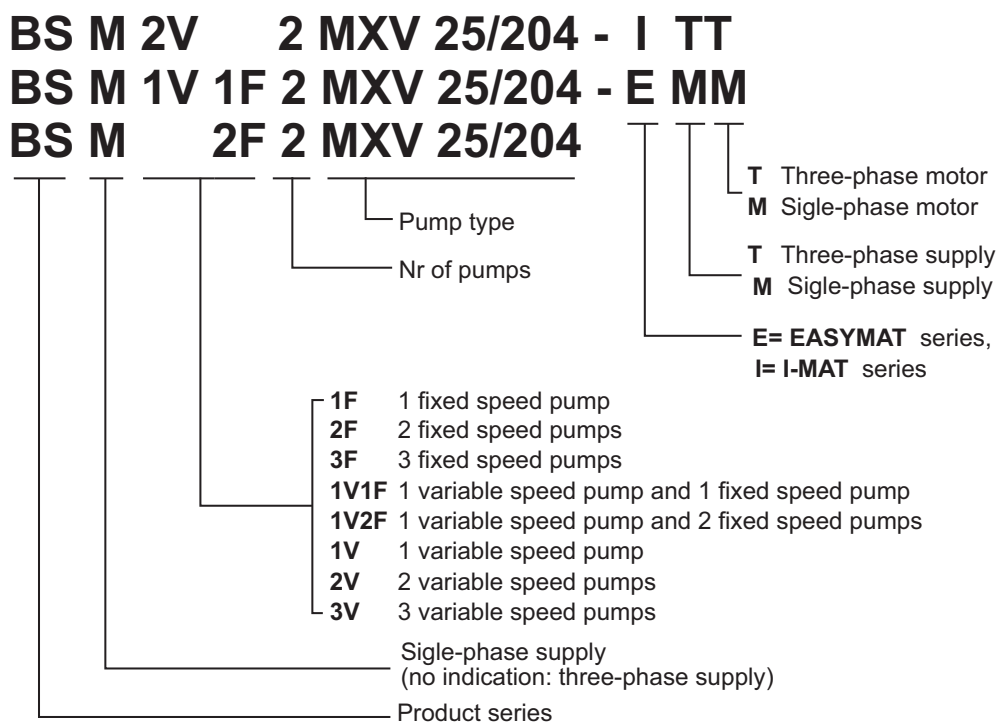 BS M 2V 2 MXV 25/204 - I TT
BS M 1V 1F 2 MXV 25/204 - E MM
BS M 2F 2 MXV 25/204
T Three-phase motor
M Sigle-phase motor
Pump type
T Three-phase supply
M Sigle-phase supply
Nr of pumps
E= EASYMAT series,
I= I-MAT series
1F 1 fixed speed pump
2F 2 fixed speed pumps
3F 3 fixed speed pumps
1V1F 1 variable speed pump and 1 fixed speed pump
1V2F 1 variable speed pump and 2 fixed speed pumps
1V 1 variable speed pump
2V 2 variable speed pumps
3V 3 variable speed pumps
Sigle-phase supply
(no indication: three-phase supply)
Product series